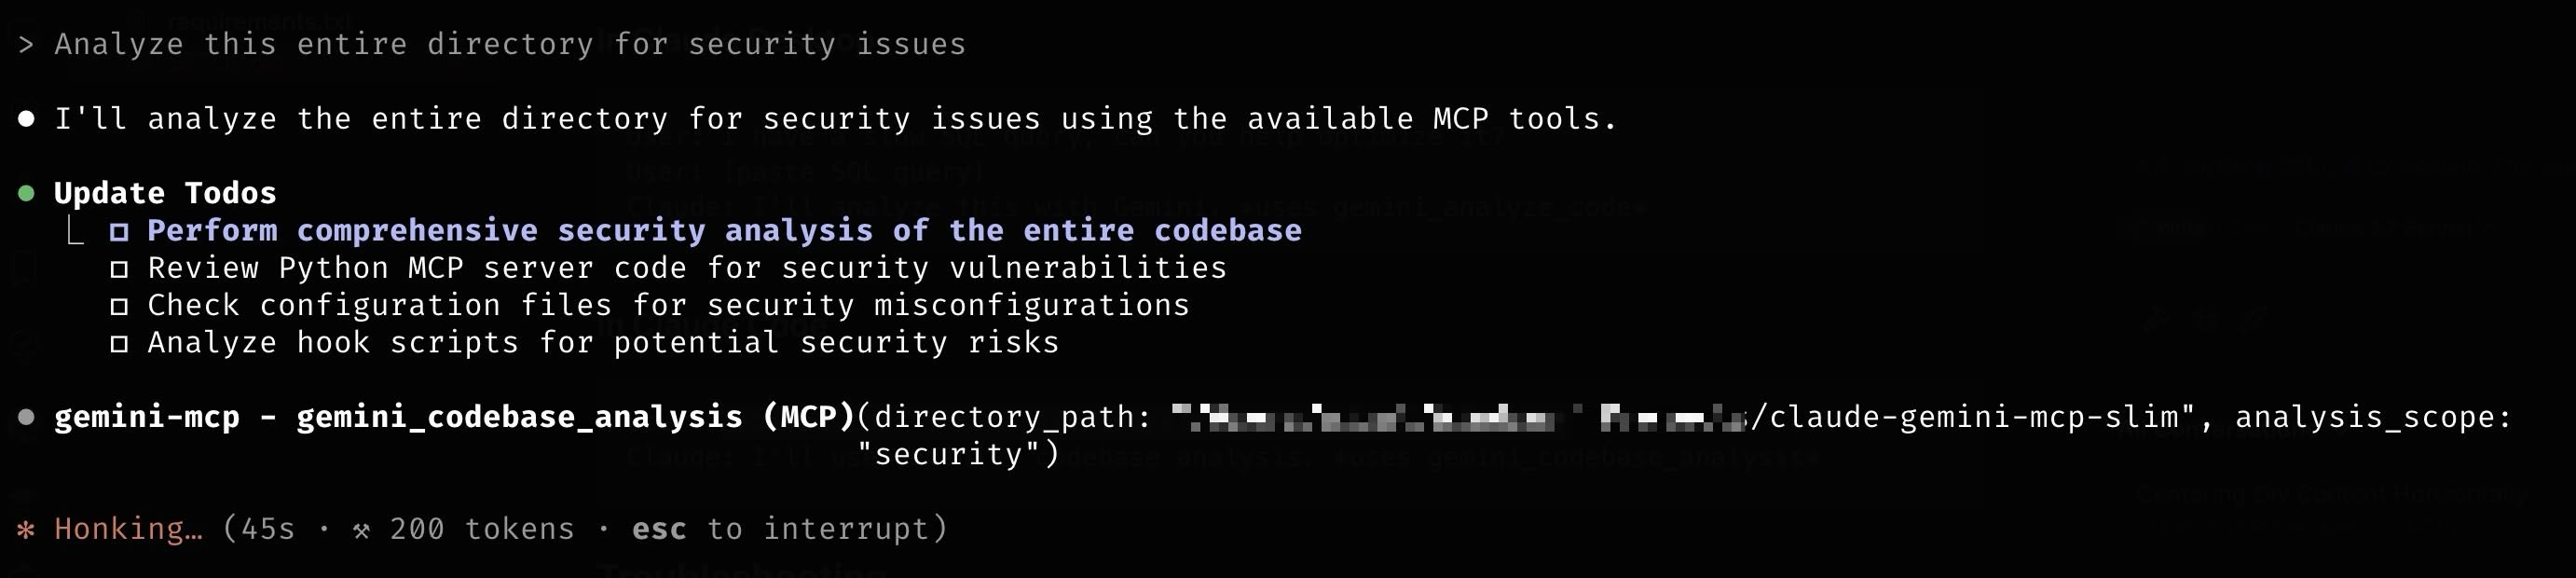 > Analyze this entire directory for security issues
● I'll analyze the entire directory for security issues using the available MCP tools.
● Update Todos
⎿ ☐ Perform comprehensive security analysis of the entire codebase
☐ Review Python MCP server code for security vulnerabilities
☐ Check configuration files for security misconfigurations
☐ Analyze hook scripts for potential security risks
● gemini-mcp - gemini_codebase_analysis (MCP)(directory_path: "/claude-gemini-mcp-slim", analysis_scope:
"security")
✻ Honking… (45s · ⚒ 200 tokens · esc to interrupt)
Troubleshooting